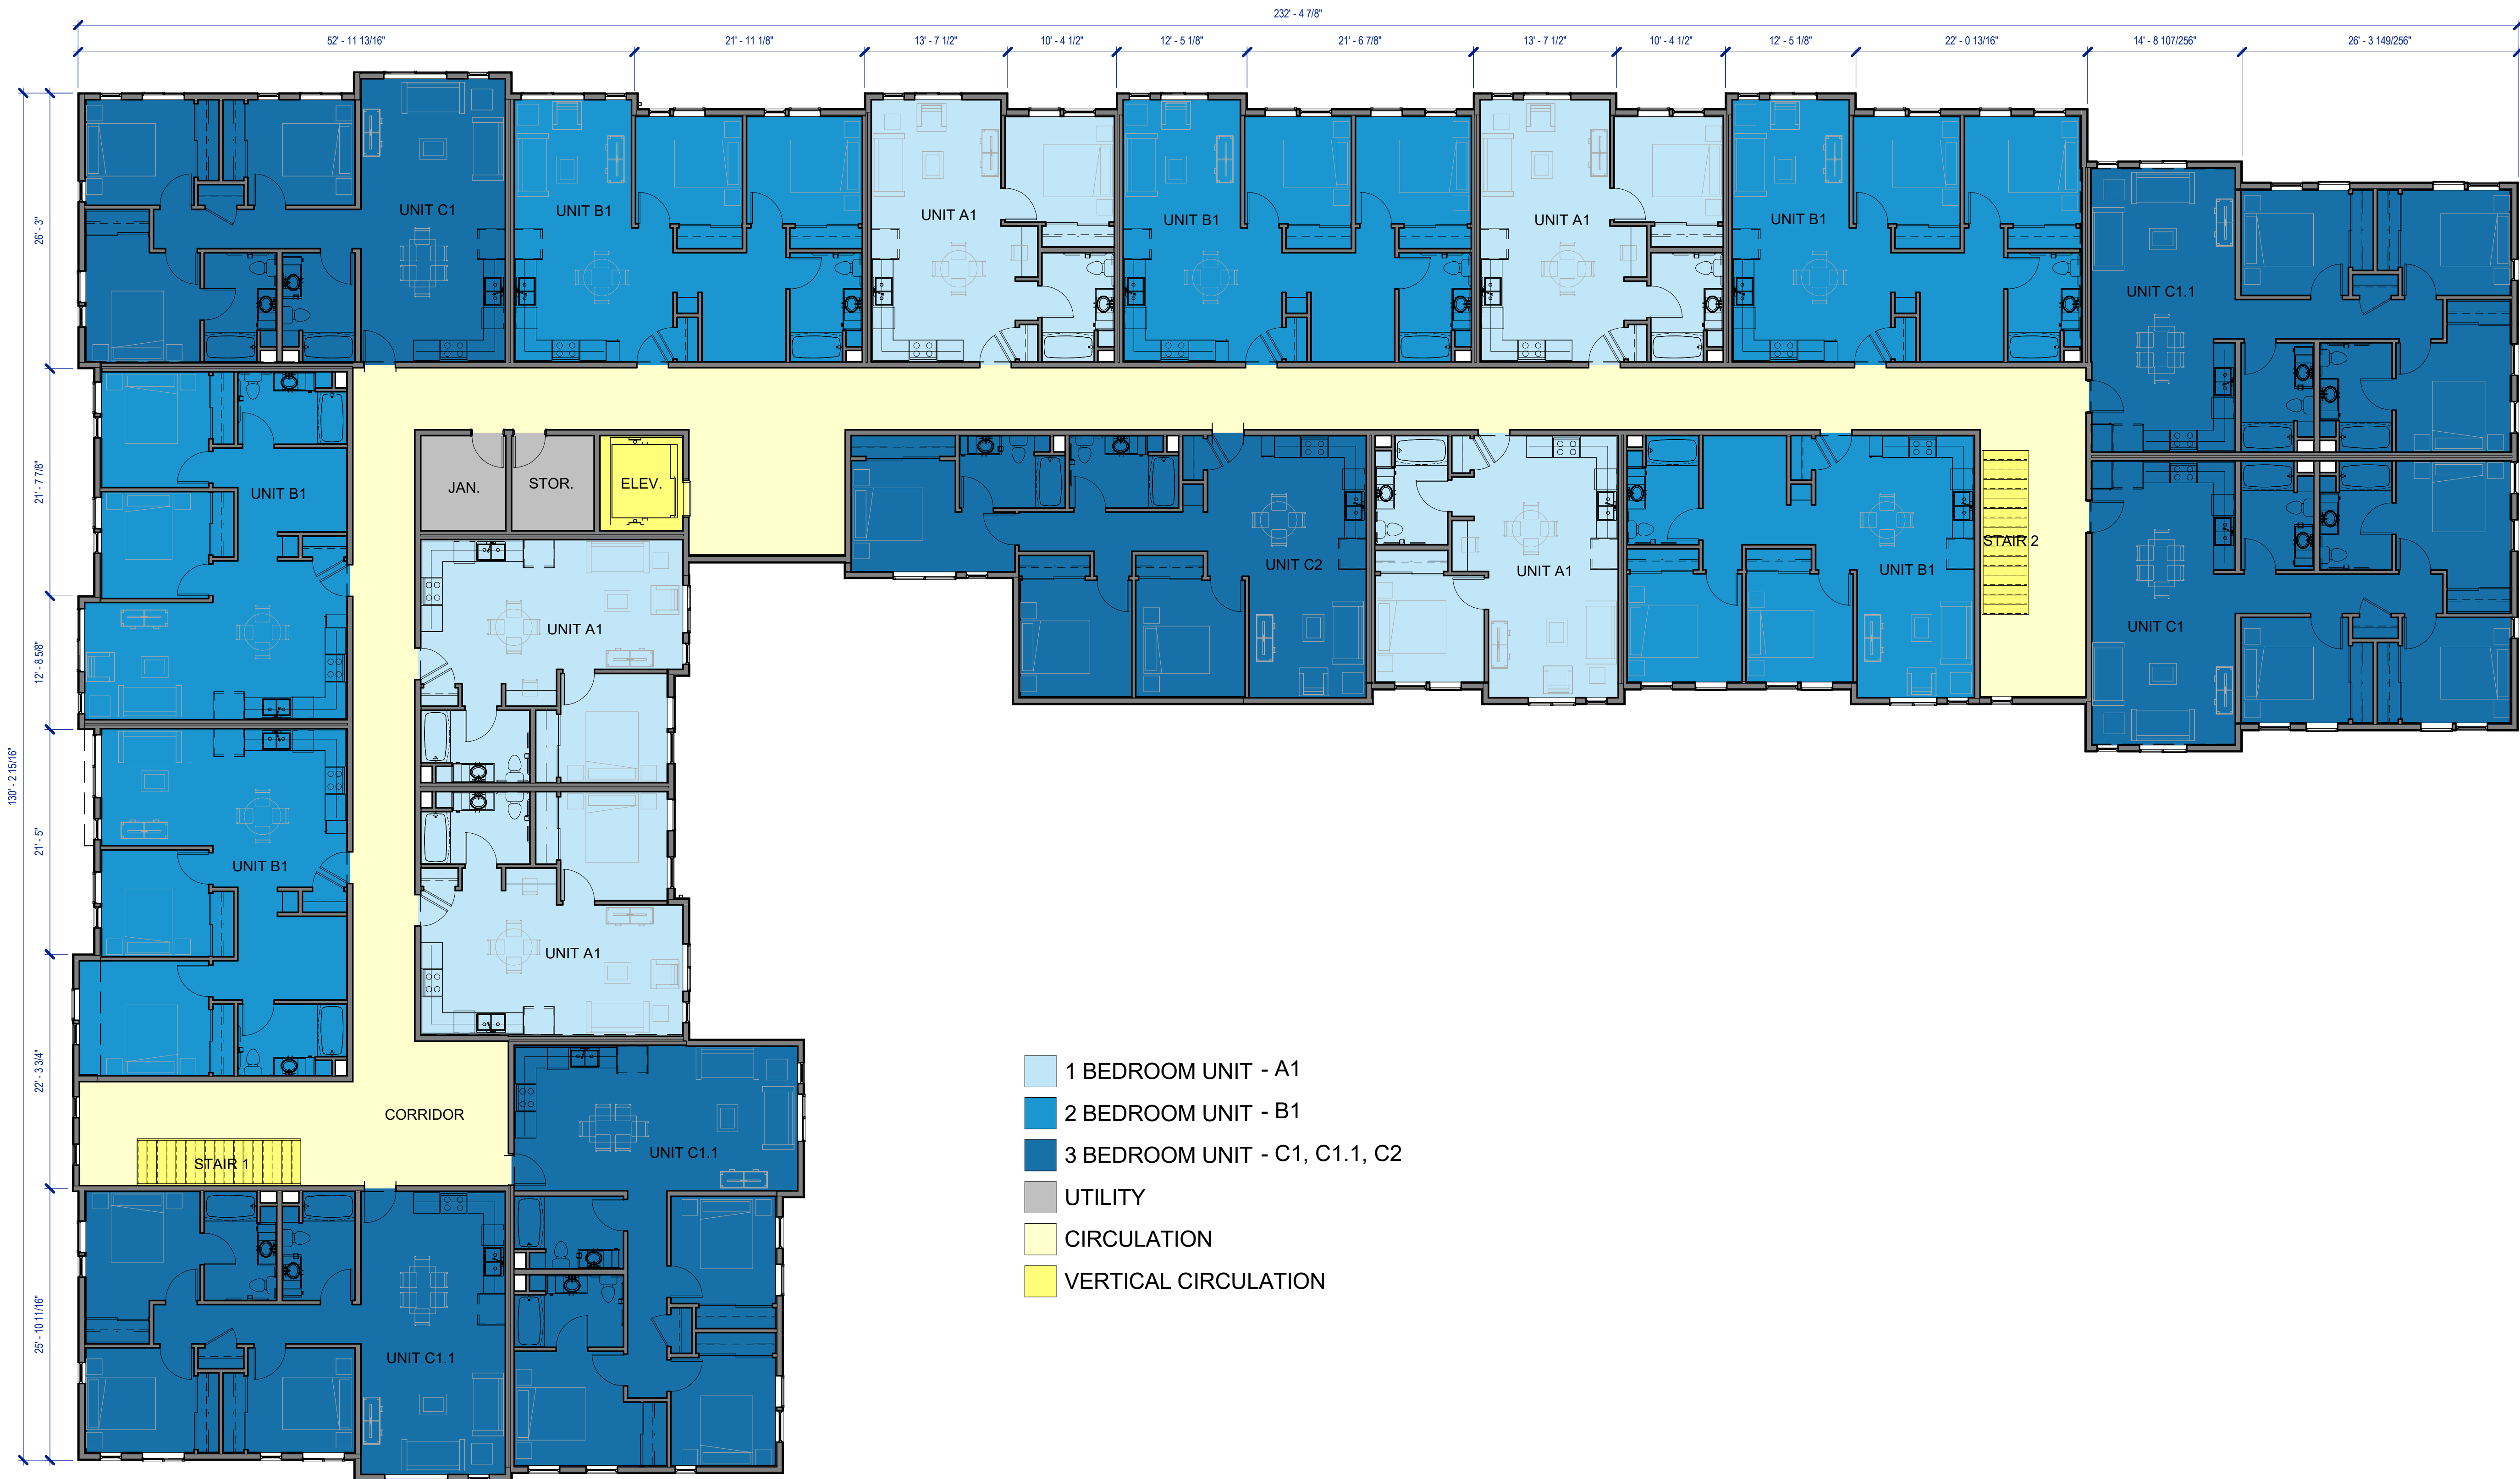 232' - 4 7/8"
52' - 11 13/16"
21' - 11 1/8"
13' - 7 1/2"
10' - 4 1/2"
12' - 5 1/8"
21' - 6 7/8"
13' - 7 1/2"
10' - 4 1/2"
12' - 5 1/8"
22' - 0 13/16"
14' - 8 107/256"
26' - 3 149/256"
130' - 2 15/16"
26' - 3"
21' - 7 7/8"
12' - 8 5/8"
21' - 5"
22' - 3 3/4"
25' - 10 11/16"
UNIT C1
UNIT B1
UNIT A1
UNIT B1
UNIT A1
UNIT B1
UNIT C1.1
UNIT B1
JAN.
STOR.
ELEV.
UNIT C2
UNIT A1
UNIT B1
STAIR 2
UNIT C1
UNIT A1
UNIT B1
UNIT A1
CORRIDOR
STAIR 1
UNIT C1.1
UNIT C1.1
1 BEDROOM UNIT - A1
2 BEDROOM UNIT - B1
3 BEDROOM UNIT - C1, C1.1, C2
UTILITY
CIRCULATION
VERTICAL CIRCULATION